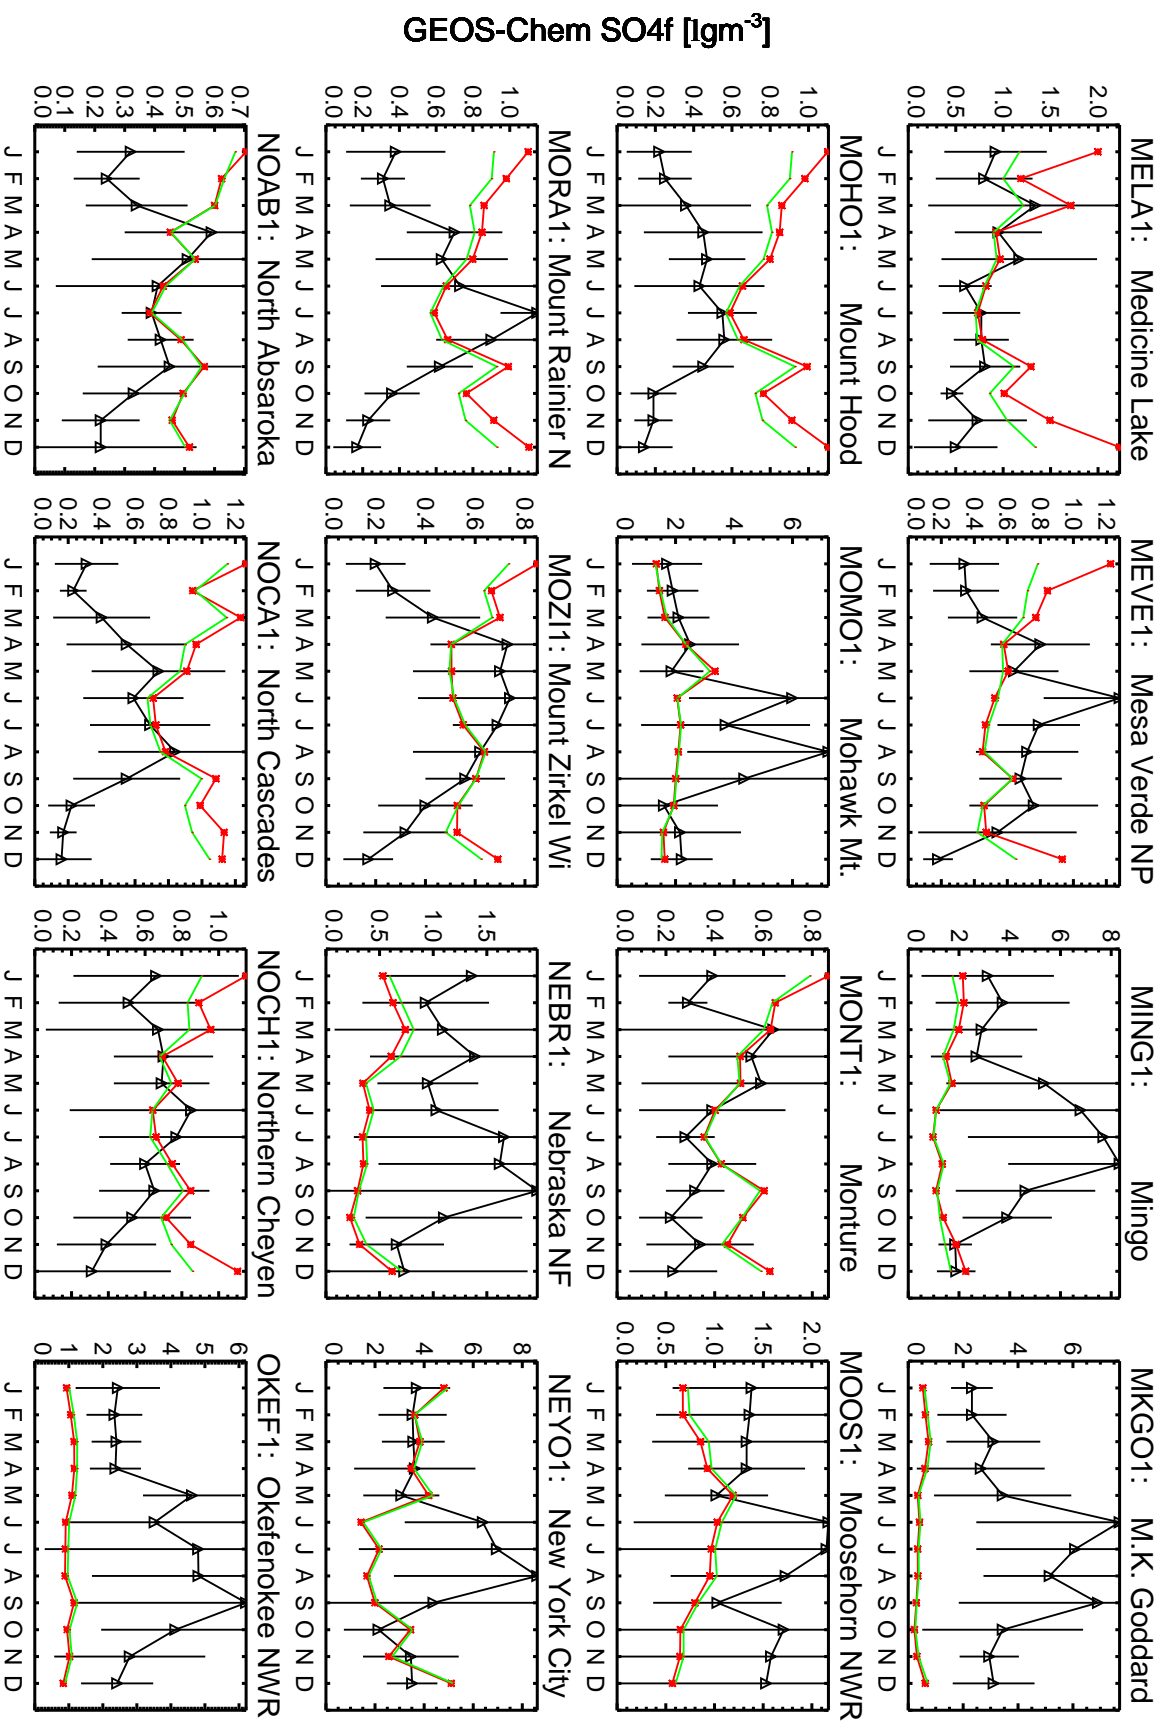 GEOS-Chem SO4f [lgm-3]
MELA1: Medicine Lake
2.0
1.5
1.0
0.5
0.0
J F M A M J J A S O N D
MEVE1: Mesa Verde NP
1.2
1.0
0.8
0.6
0.4
0.2
0.0
J F M A M J J A S O N D
MING1: Mingo
8
6
4
2
0
J F M A M J J A S O N D
MKGO1: M.K. Goddard
6
4
2
0
J F M A M J J A S O N D
MOHO1: Mount Hood
1.0
0.8
0.6
0.4
0.2
0.0
J F M A M J J A S O N D
MOMO1: Mohawk Mt.
6
4
2
0
J F M A M J J A S O N D
MONT1: Monture
0.8
0.6
0.4
0.2
0.0
J F M A M J J A S O N D
MOOS1: Moosehorn NWR
2.0
1.5
1.0
0.5
0.0
J F M A M J J A S O N D
MORA1: Mount Rainier N
1.0
0.8
0.6
0.4
0.2
0.0
J F M A M J J A S O N D
MOZI1: Mount Zirkel Wi
0.8
0.6
0.4
0.2
0.0
J F M A M J J A S O N D
NEBR1: Nebraska NF
1.5
1.0
0.5
0.0
J F M A M J J A S O N D
NEYO1: New York City
8
6
4
2
0
J F M A M J J A S O N D
NOAB1: North Absaroka
0.7
0.6
0.5
0.4
0.3
0.2
0.1
0.0
J F M A M J J A S O N D
NOCA1: North Cascades
1.2
1.0
0.8
0.6
0.4
0.2
0.0
J F M A M J J A S O N D
NOCH1: Northern Cheyen
1.0
0.8
0.6
0.4
0.2
0.0
J F M A M J J A S O N D
OKEF1: Okefenokee NWR
6
5
4
3
2
1
0
J F M A M J J A S O N D